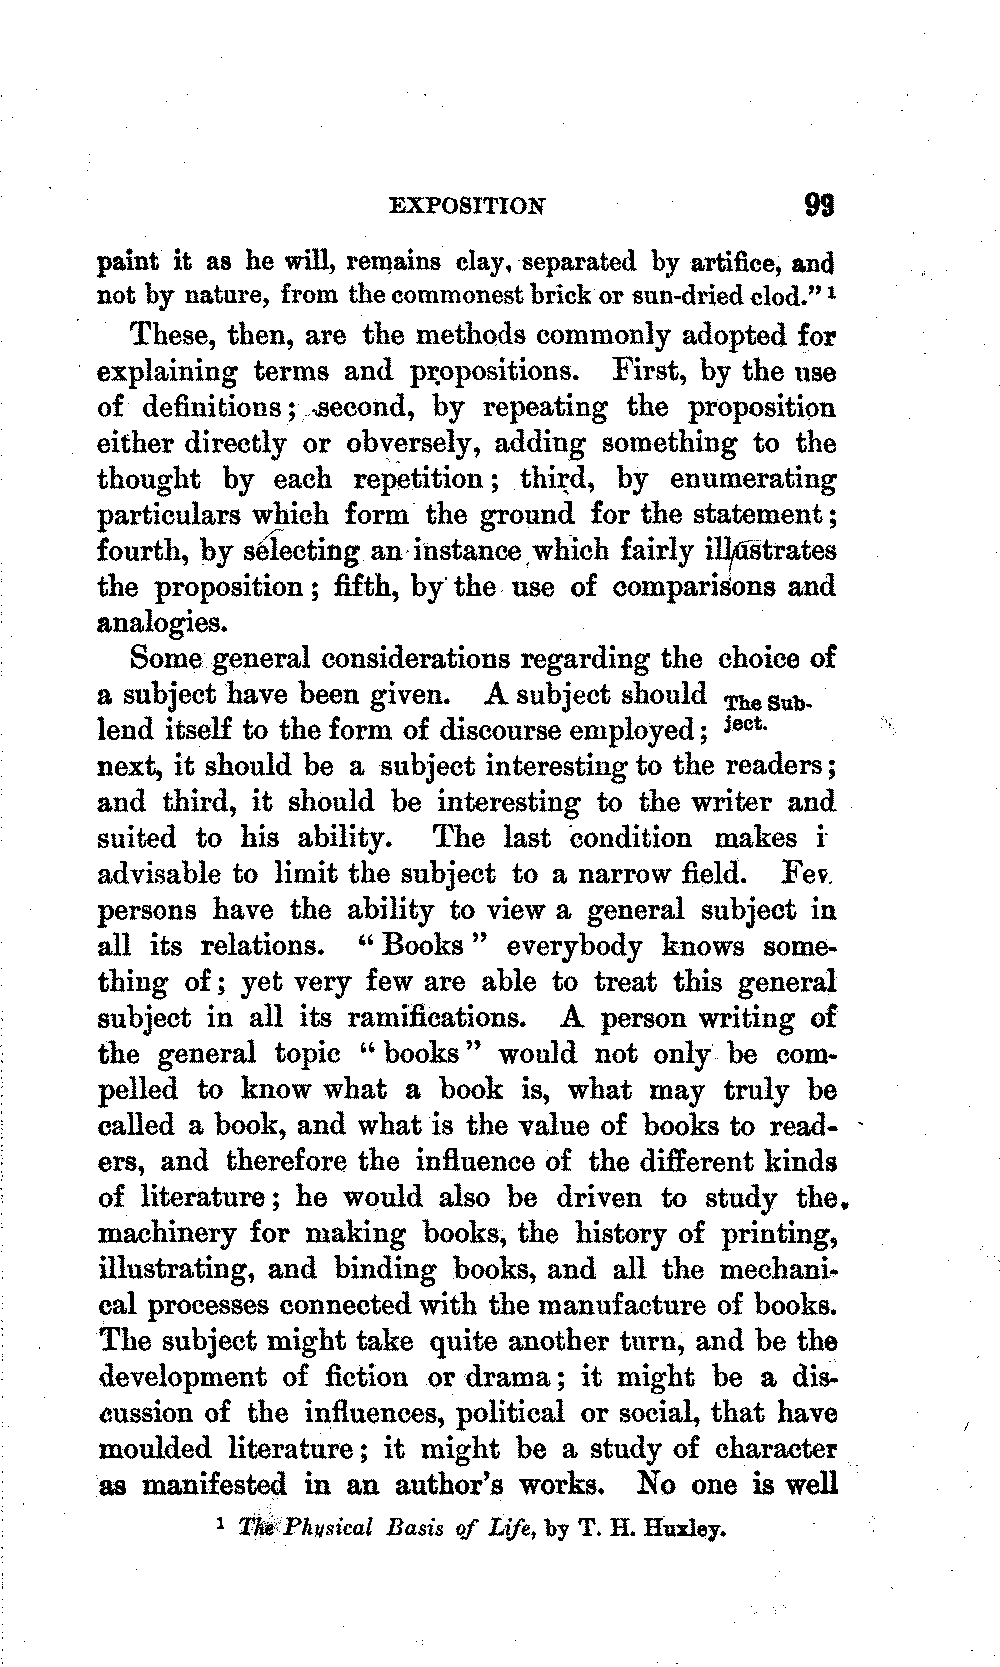 EXPOSITION 99
paint it as he will, remains clay, separated by artifice, and
not by nature, from the commonest brick or sun-dried clod." 1
These, then, are the methods commonly adopted for
explaining terms and propositions. First, by the use
of definitions; second, by repeating the proposition
either directly or obversely, adding something to the
thought by each repetition; third, by enumerating
particulars which form the ground for the statement;
fourth, by selecting an instance which fairly illustrates
the proposition; fifth, by the use of comparisons and
analogies.
Some general considerations regarding the choice of
a subject have been given. A subject should
The Sub-
lend itself to the form of discourse employed;
ject.
next, it should be a subject interesting to the readers;
and third, it should be interesting to the writer and
suited to his ability. The last condition makes i
advisable to limit the subject to a narrow field. Few
persons have the ability to view a general subject in
all its relations. "Books" everybody knows some-
thing of; yet very few are able to treat this general
subject in all its ramifications. A person writing of
the general topic "books" would not only be com-
pelled to know what a book is, what may truly be
called a book, and what is the value of books to read-
ers, and therefore the influence of the different kinds
of literature; he would also be driven to study the
machinery for making books, the history of printing,
illustrating, and binding books, and all the mechani-
cal processes connected with the manufacture of books.
The subject might take quite another turn, and be the
development of fiction or drama; it might be a dis-
cussion of the influences, political or social, that have
moulded literature; it might be a study of character
as manifested in an author's works. No one is well
1 The Physical Basis of Life, by T. H. Huxley.